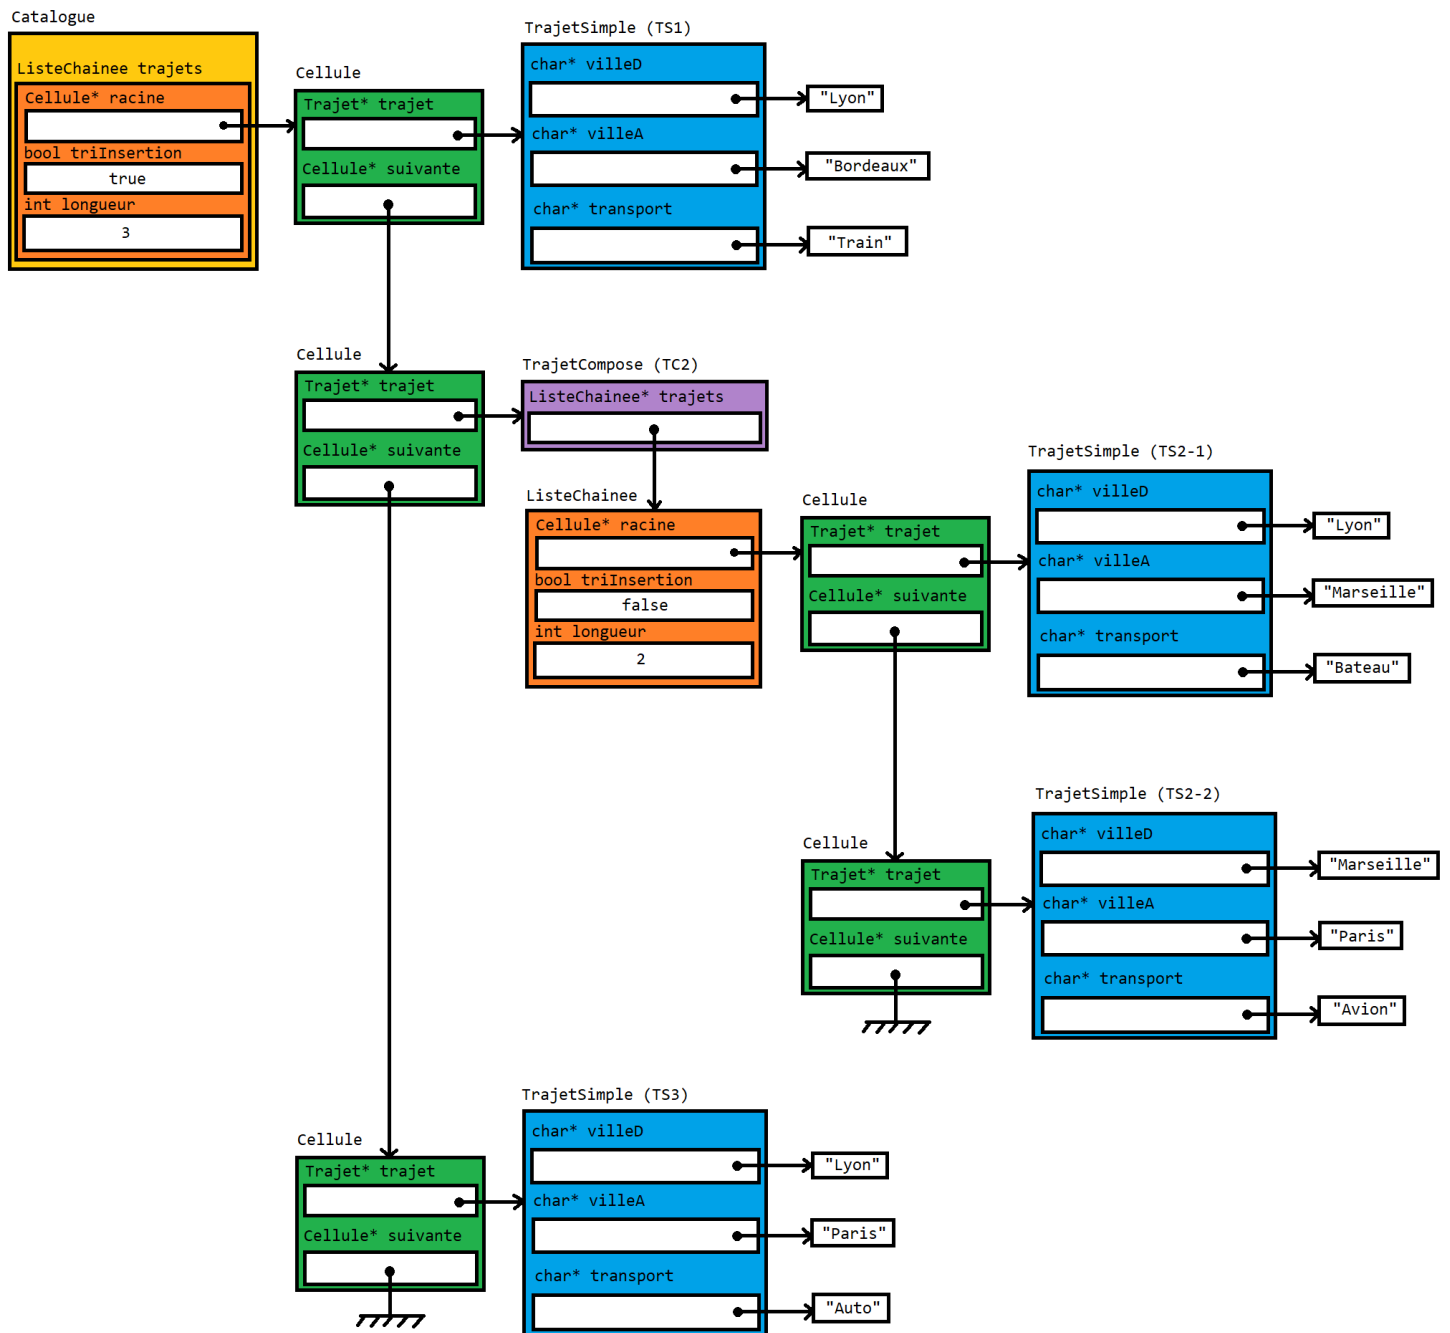 Catalogue
ListeChainee trajets
Cellule* racine
bool triInsertion
true
int longueur
3
Cellule
Trajet* trajet
Cellule* suivante
TrajetSimple (TS1)
char* villeD
"Lyon"
char* villeA
"Bordeaux"
char* transport
"Train"
Cellule
Trajet* trajet
Cellule* suivante
TrajetCompose (TC2)
ListeChainee* trajets
ListeChainee
Cellule* racine
bool triInsertion
false
int longueur
2
Cellule
Trajet* trajet
Cellule* suivante
TrajetSimple (TS2-1)
char* villeD
"Lyon"
char* villeA
"Marseille"
char* transport
"Bateau"
Cellule
Trajet* trajet
Cellule* suivante
TrajetSimple (TS2-2)
char* villeD
"Marseille"
char* villeA
"Paris"
char* transport
"Avion"
Cellule
Trajet* trajet
Cellule* suivante
TrajetSimple (TS3)
char* villeD
"Lyon"
char* villeA
"Paris"
char* transport
"Auto"